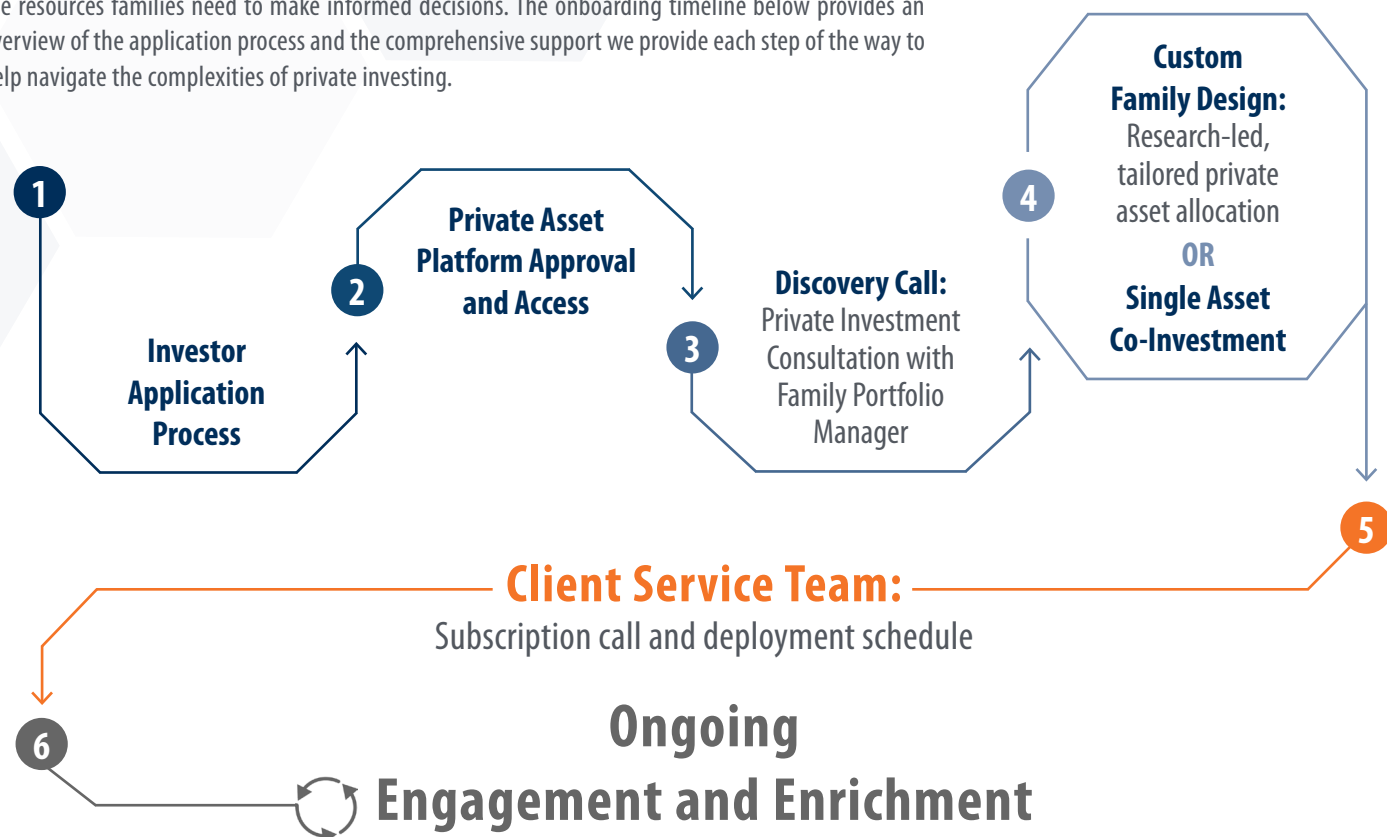 resources families need to make informed decisions. The onboarding timeline below provides an
overview of the application process and the comprehensive support we provide each step of the way to
help navigate the complexities of private investing.
1
Investor
Application
Process
2
Private Asset
Platform Approval
and Access
3
Discovery Call:
Private Investment
Consultation with
Family Portfolio
Manager
4
Custom
Family Design:
Research-led,
tailored private
asset allocation
OR
Single Asset
Co-Investment
5
Client Service Team:
Subscription call and deployment schedule
6
Ongoing
Engagement and Enrichment